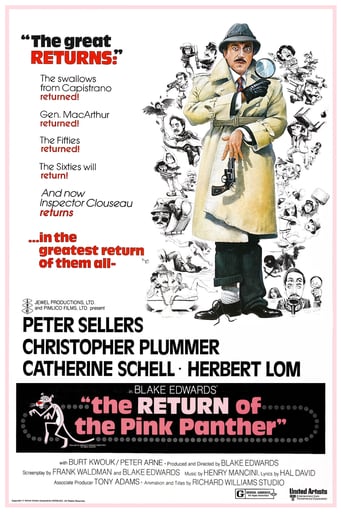 "The great
RETURNS:"
The swallows
from Capistrano
returned!
Gen. MacArthur
returned!
The Fifties
returned!
The Sixties will
return!
And now
Inspector Clouseau
returns
...in the
greatest return
of them all-
JEWEL PRODUCTIONS, LTD.
and PIMLICO FILMS, LTD. present
PETER SELLERS
CHRISTOPHER PLUMMER
CATHERINE SCHELL · HERBERT LOM
in BLAKE EDWARDS'
"the RETURN of
the Pink Panther"
with BURT KWOUK / PETER ARNE · Produced and Directed by BLAKE EDWARDS
Screenplay by FRANK WALDMAN and BLAKE EDWARDS · Music by HENRY MANCINI, Lyrics by HAL DAVID
Associate Producer TONY ADAMS · Animation and Titles by RICHARD WILLIAMS STUDIO
G
United Artists